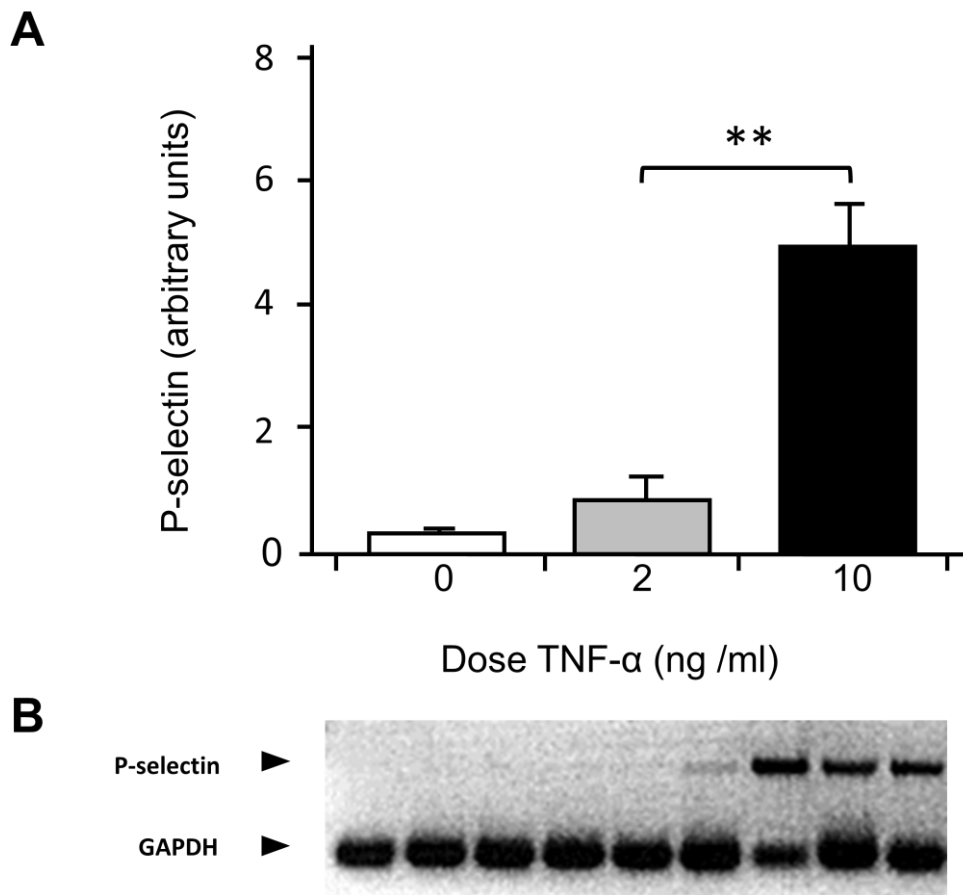 A
P-selectin (arbitrary units)
8
6
4
2
0
**
0 2 10
Dose TNF-α (ng /ml)
B
P-selectin
GAPDH